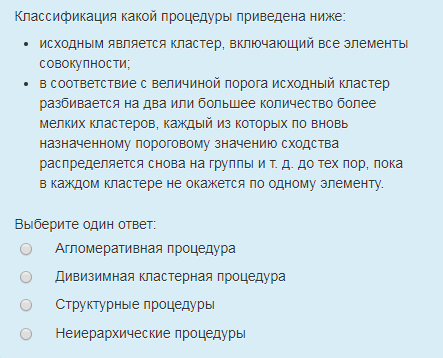 Классификация какой процедуры приведена ниже:
исходным является кластер, включающий все элементы
совокупности;
в соответствие с величиной порога исходный кластер
разбивается на два или большее количество более
мелких кластеров, каждый из которых по вновь
назначенному пороговому значению сходства
распределяется снова на группы и т. д. до тех пор, пока
в каждом кластере не окажется по одному элементу.
Выберите один ответ:
Агломеративная процедура
Дивизимная кластерная процедура
Структурные процедуры
Неиерархические процедуры